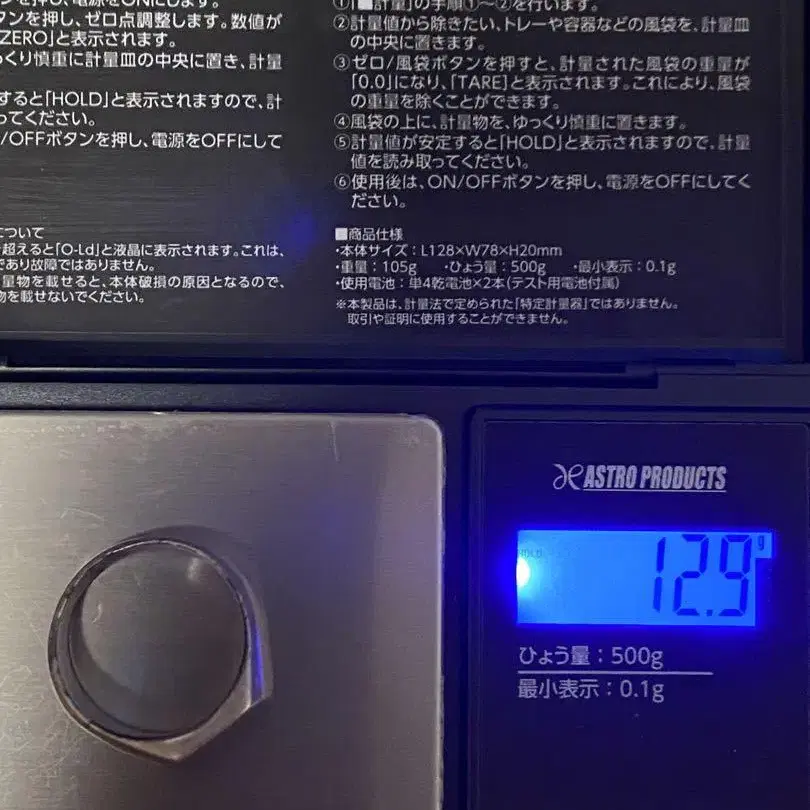 タンを押し、ゼロ点調整します。数値が
ZERO」と表示されます。
っくり慎重に計量皿の中央に置き、計量
すると「HOLD」と表示されますので、計
ってください。
/OFFボタンを押し、電源をOFFにして
について
超えると「O-Ld」と液晶に表示されます。これは、
であり故障ではありません。
量物を載せると、本体破損の原因となるので、
物を載せないでください。
①「■計量」の手順①~②を行います。
②計量値から除きたい、トレーや容器などの風袋を、計量皿
の中央に置きます。
③ゼロ/風袋ボタンを押すと、計量された風袋の重量が
「0.0」になり、「TARE」と表示されます。これにより、風袋
の重量を除くことができます。
④風袋の上に、計量物を、ゆっくり慎重に置きます。
⑤計量値が安定すると「HOLD」と表示されますので、計量
値を読み取ってください。
⑥使用後は、ON/OFFボタンを押し、電源をOFFにしてく
ださい。
■商品仕様
・本体サイズ:L128×W78×H20mm
・重量:105g ・ひょう量:500g ・最小表示:0.1g
・使用電池:単4乾電池×2本(テスト用電池付属)
※本製品は、計量法で定められた「特定計量器」ではありません。
取引や証明に使用することができません。
ASTRO PRODUCTS
HOLD
12.9g
ひょう量:500g
最小表示:0.1g